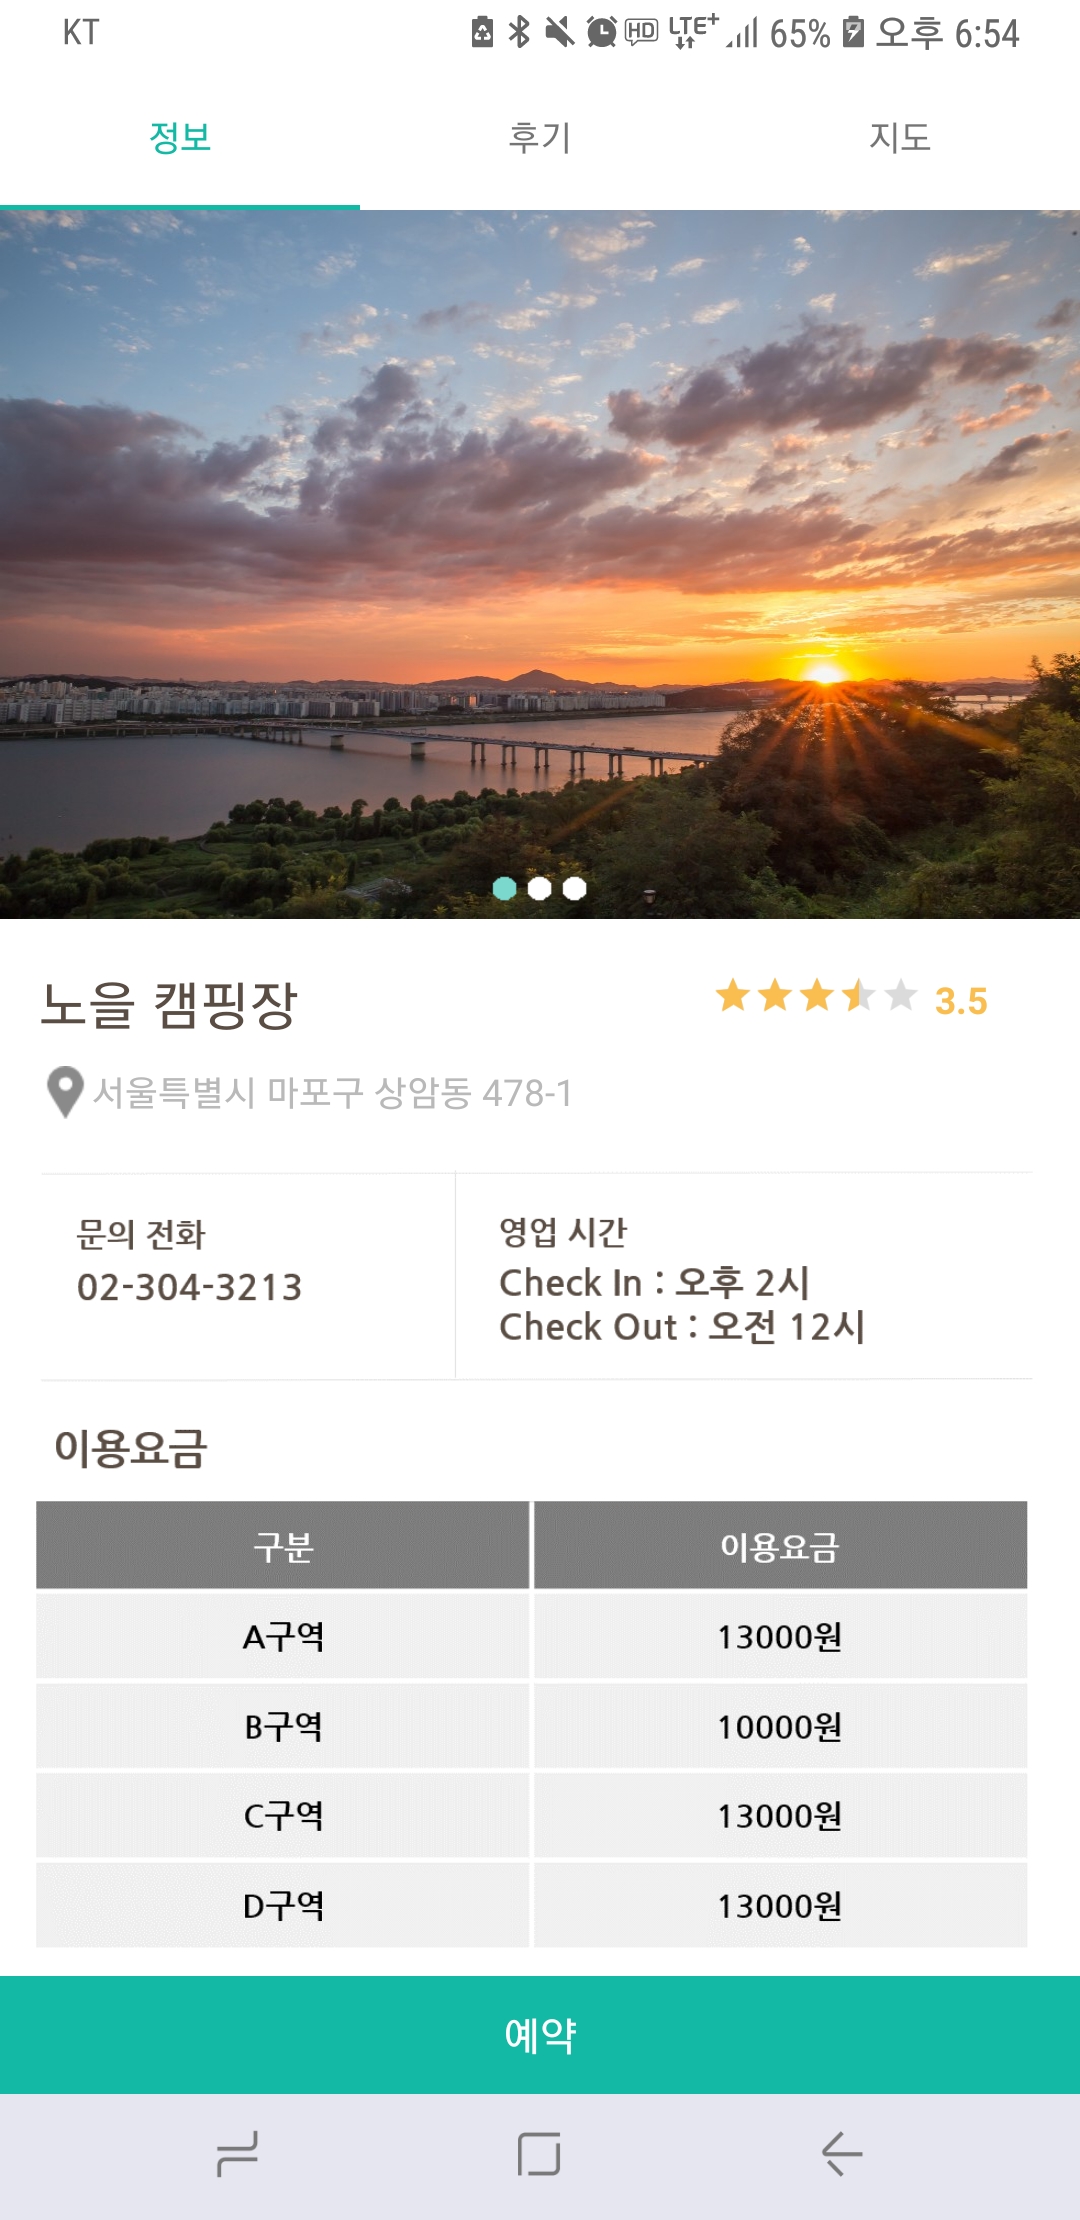 KT HD LTE+ 65% 오후 6:54
정보 후기 지도
노을 캠핑장 3.5
서울특별시 마포구 상암동 478-1
문의 전화
02-304-3213
영업 시간
Check In : 오후 2시
Check Out : 오전 12시
이용요금
구분 이용요금
A구역 13000원
B구역 10000원
C구역 13000원
D구역 13000원
예약